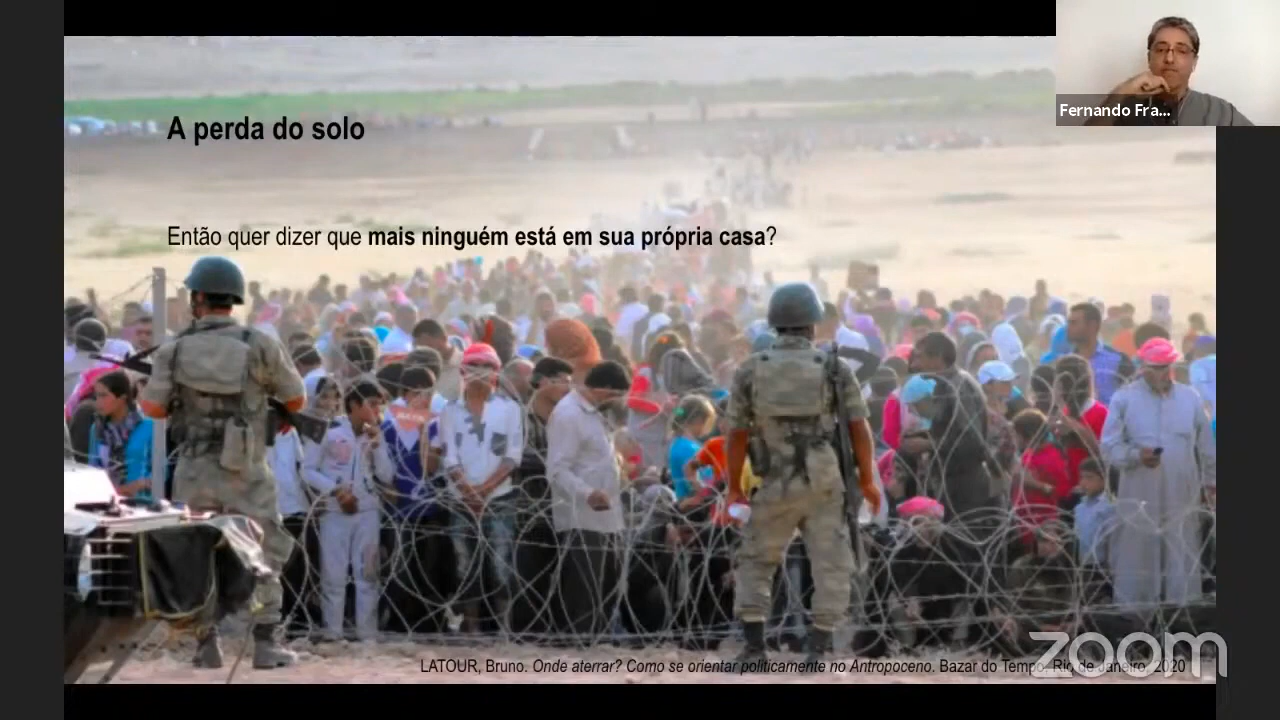 Fernando Fra...
A perda do solo
Então quer dizer que mais ninguém está em sua própria casa?
LATOUR, Bruno. Onde aterrar? Como se orientar politicamente no Antropoceno. Bazar do Tempo. Rio de Janeiro, 2020
zoom